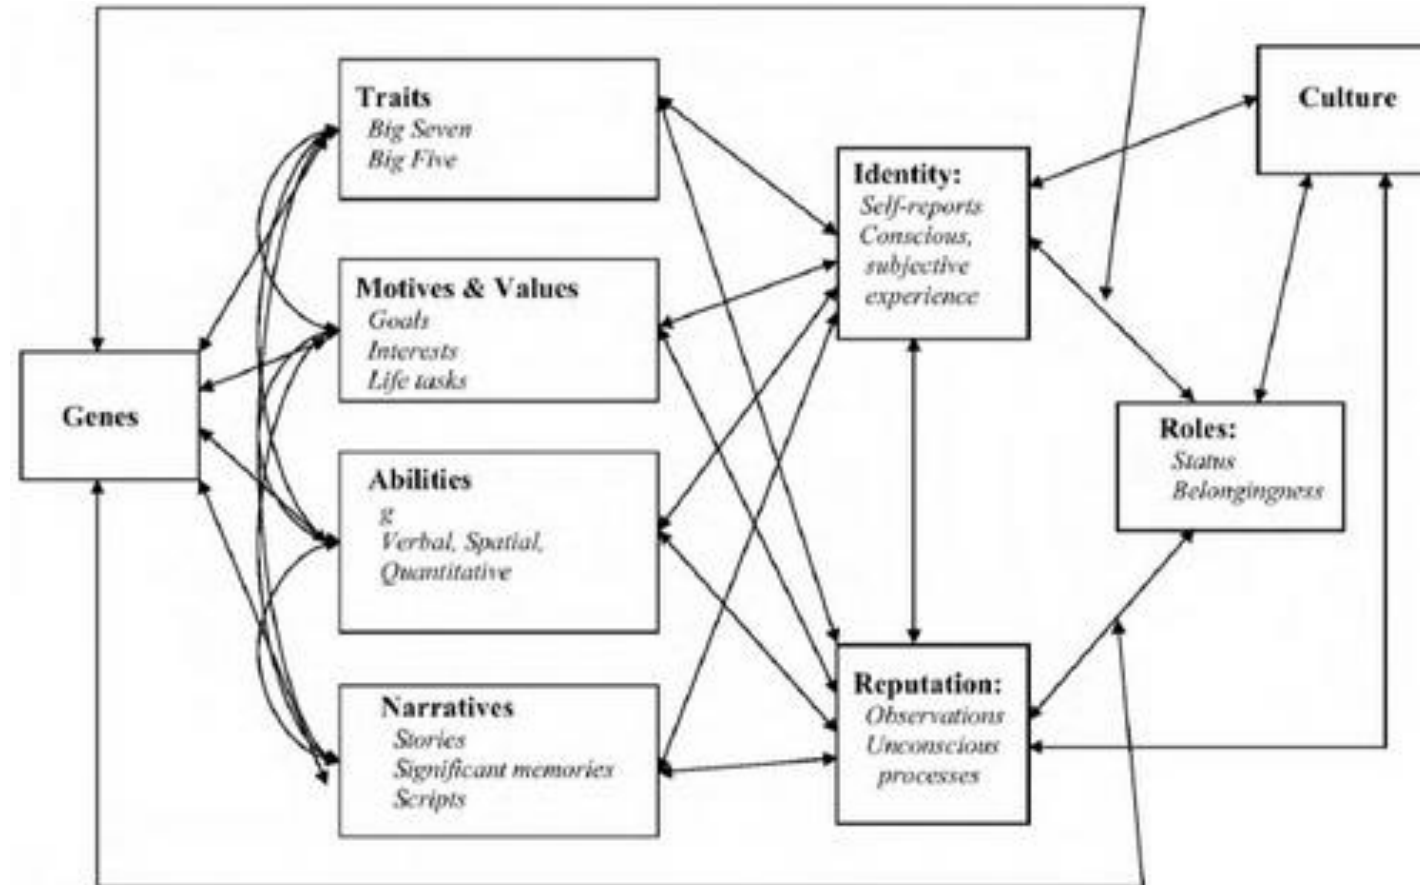 Traits
Big Seven
Big Five
Culture
Identity:
Self-reports
Conscious,
subjective
experience
Motives & Values
Goals
Interests
Life tasks
Genes
Roles:
Status
Belongingness
Abilities
g
Verbal, Spatial,
Quantitative
Reputation:
Observations
Unconscious
processes
Narratives
Stories
Significant memories
Scripts